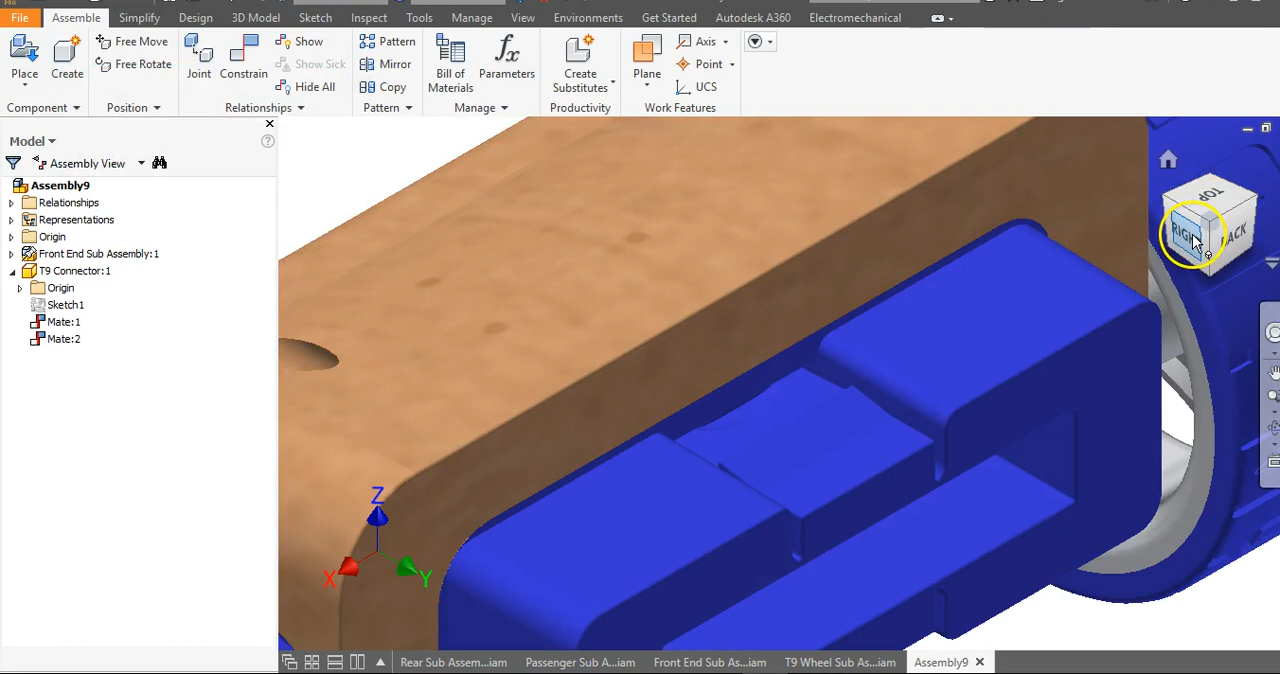 PRO
File Assemble Simplify Design 3D Model Sketch Inspect Tools Manage View Environments Get Started Autodesk A360 Electromechanical
Place
Create
Component
Free Move
Free Rotate
Position
Joint
Constrain
Show
Show Sick
Hide All
Relationships
Pattern
Mirror
Copy
Pattern
Bill of
Materials
fx
Parameters
Manage
Create
Substitutes
Productivity
Plane
Axis
Point
UCS
Work Features
Model
Assembly View
Assembly9
Relationships
Representations
Origin
Front End Sub Assembly:1
T9 Connector:1
Origin
Sketch1
Mate:1
Mate:2
TOP
RIGHT
BACK
Z
X
Y
Rear Sub Assem...iam Passenger Sub A...iam Front End Sub As...iam T9 Wheel Sub As...iam Assembly9